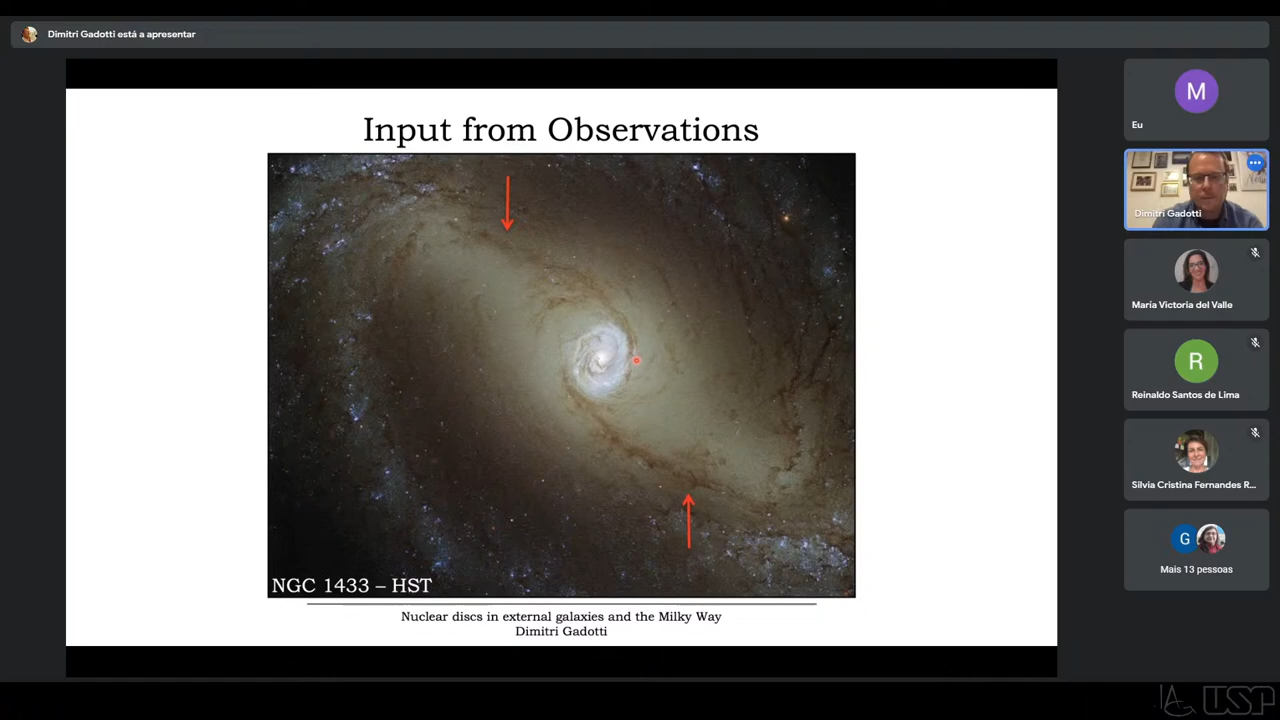 Dimitri Gadotti está a apresentar
Input from Observations
NGC 1433 – HST
Nuclear discs in external galaxies and the Milky Way
Dimitri Gadotti
M
Eu
Dimitri Gadotti
María Victoria del Valle
R
Reinaldo Santos de Lima
Sílvia Cristina Fernandes R...
G
Mais 13 pessoas
USP